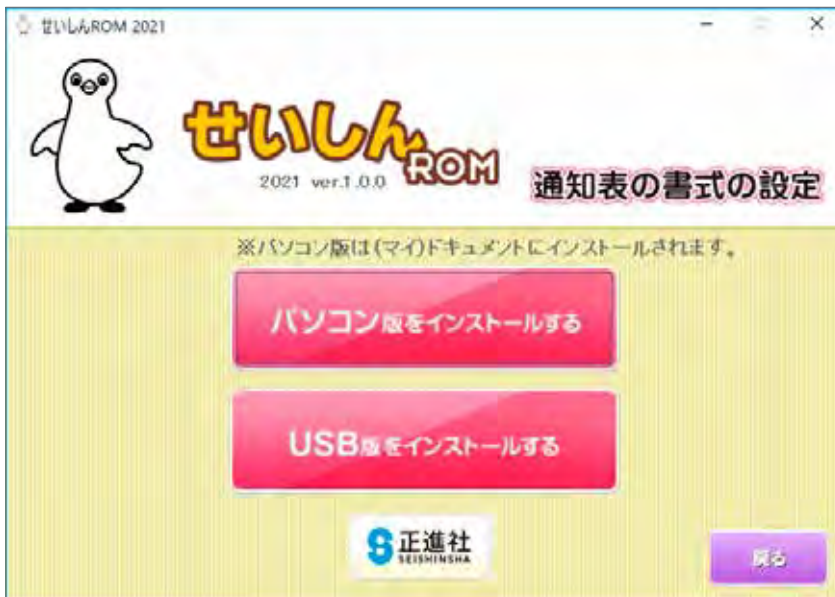 せいしんROM 2021
せいしんROM
2021 ver.1.0.0
通知表の書式の設定
※パソコン版は(マイ)ドキュメントにインストールされます。
パソコン版をインストールする
USB版をインストールする
正進社
SEISHINSHA
戻る